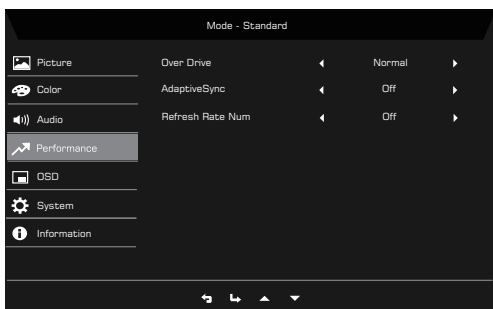 Mode - Standard
Picture
Over Drive Normal
Color
AdaptiveSync Off
Audio
Refresh Rate Num Off
Performance
OSD
System
Information